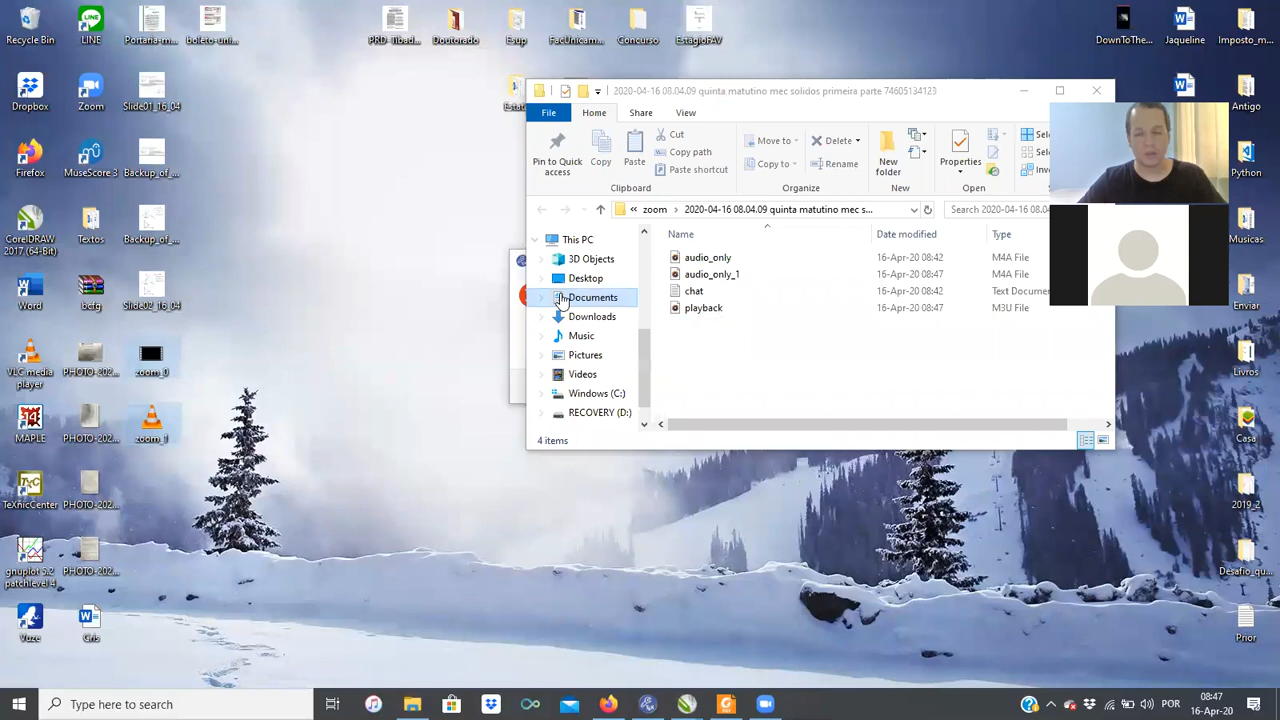 Recycle Bin
LINE
Portaria-m...
boleto-uni...
PRD-Tibad...
Doutorado
Esup
FacUnicam...
Concurso
EstagioFAV
DownToThe...
Jaqueline
Imposto_m...
Dropbox
Zoom
Slide01_16_04
Antigo
Firefox
MuseScore 3
Backup_of_...
Python
CorelDRAW
2017 (64-Bit)
Textos
Backup_of_...
Musicas
Word
bcfg
Slide02_16_04
Enviar
VLC media
player
PHOTO-202...
zoom_0
Livros
MAPLE
PHOTO-202...
zoom_1
Casa
TeXnicCenter
PHOTO-202...
2019_2
gnuplot 5.2
patchlevel 4
PHOTO-202...
Desafio_qu...
Vuze
Cris
Prior
2020-04-16 08.04.09 quinta matutino mec solidos primeira parte 74605134123
File
Home
Share
View
Pin to Quick
access
Copy
Paste
Cut
Copy path
Paste shortcut
Clipboard
Move to
Copy to
Delete
Rename
Organize
New
folder
New
Properties
Open
Sele
Sele
Inve
« zoom > 2020-04-16 08.04.09 quinta matutino mec s...
Search 2020-04-16 08.04
This PC
3D Objects
Desktop
Documents
Downloads
Music
Pictures
Videos
Windows (C:)
RECOVERY (D:)
Name Date modified Type
audio_only 16-Apr-20 08:42 M4A File
audio_only_1 16-Apr-20 08:47 M4A File
chat 16-Apr-20 08:42 Text Docume
playback 16-Apr-20 08:47 M3U File
4 items
Type here to search
POR
08:47
16-Apr-20